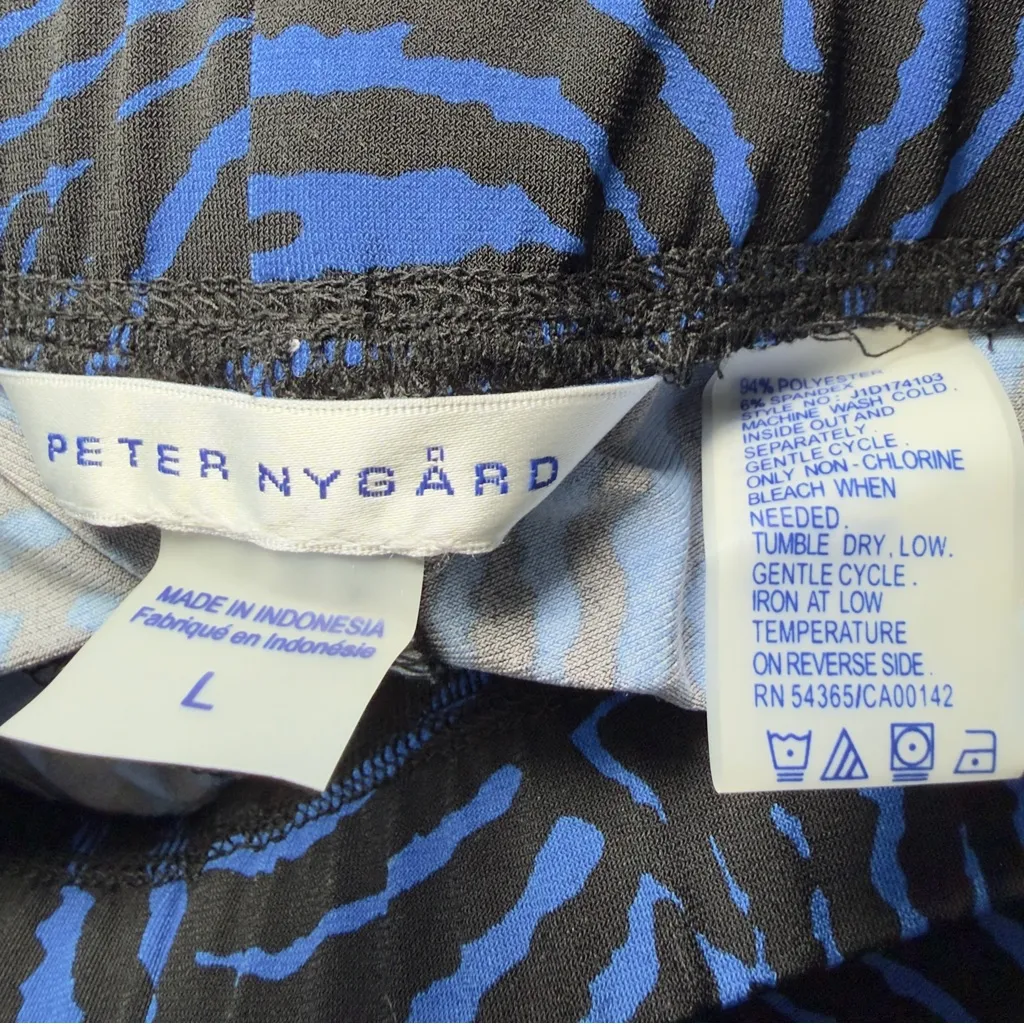 PETER NYGÅRD
MADE IN INDONESIA
Fabriqué en Indonésie
L
94% POLYESTER
6% SPANDEX
STYLE NO: J1D174103
MACHINE WASH COLD.
INSIDE OUT AND
SEPARATELY.
GENTLE CYCLE.
ONLY NON-CHLORINE
BLEACH WHEN
NEEDED.
TUMBLE DRY, LOW.
GENTLE CYCLE.
IRON AT LOW
TEMPERATURE
ON REVERSE SIDE.
RN 54365/CA00142